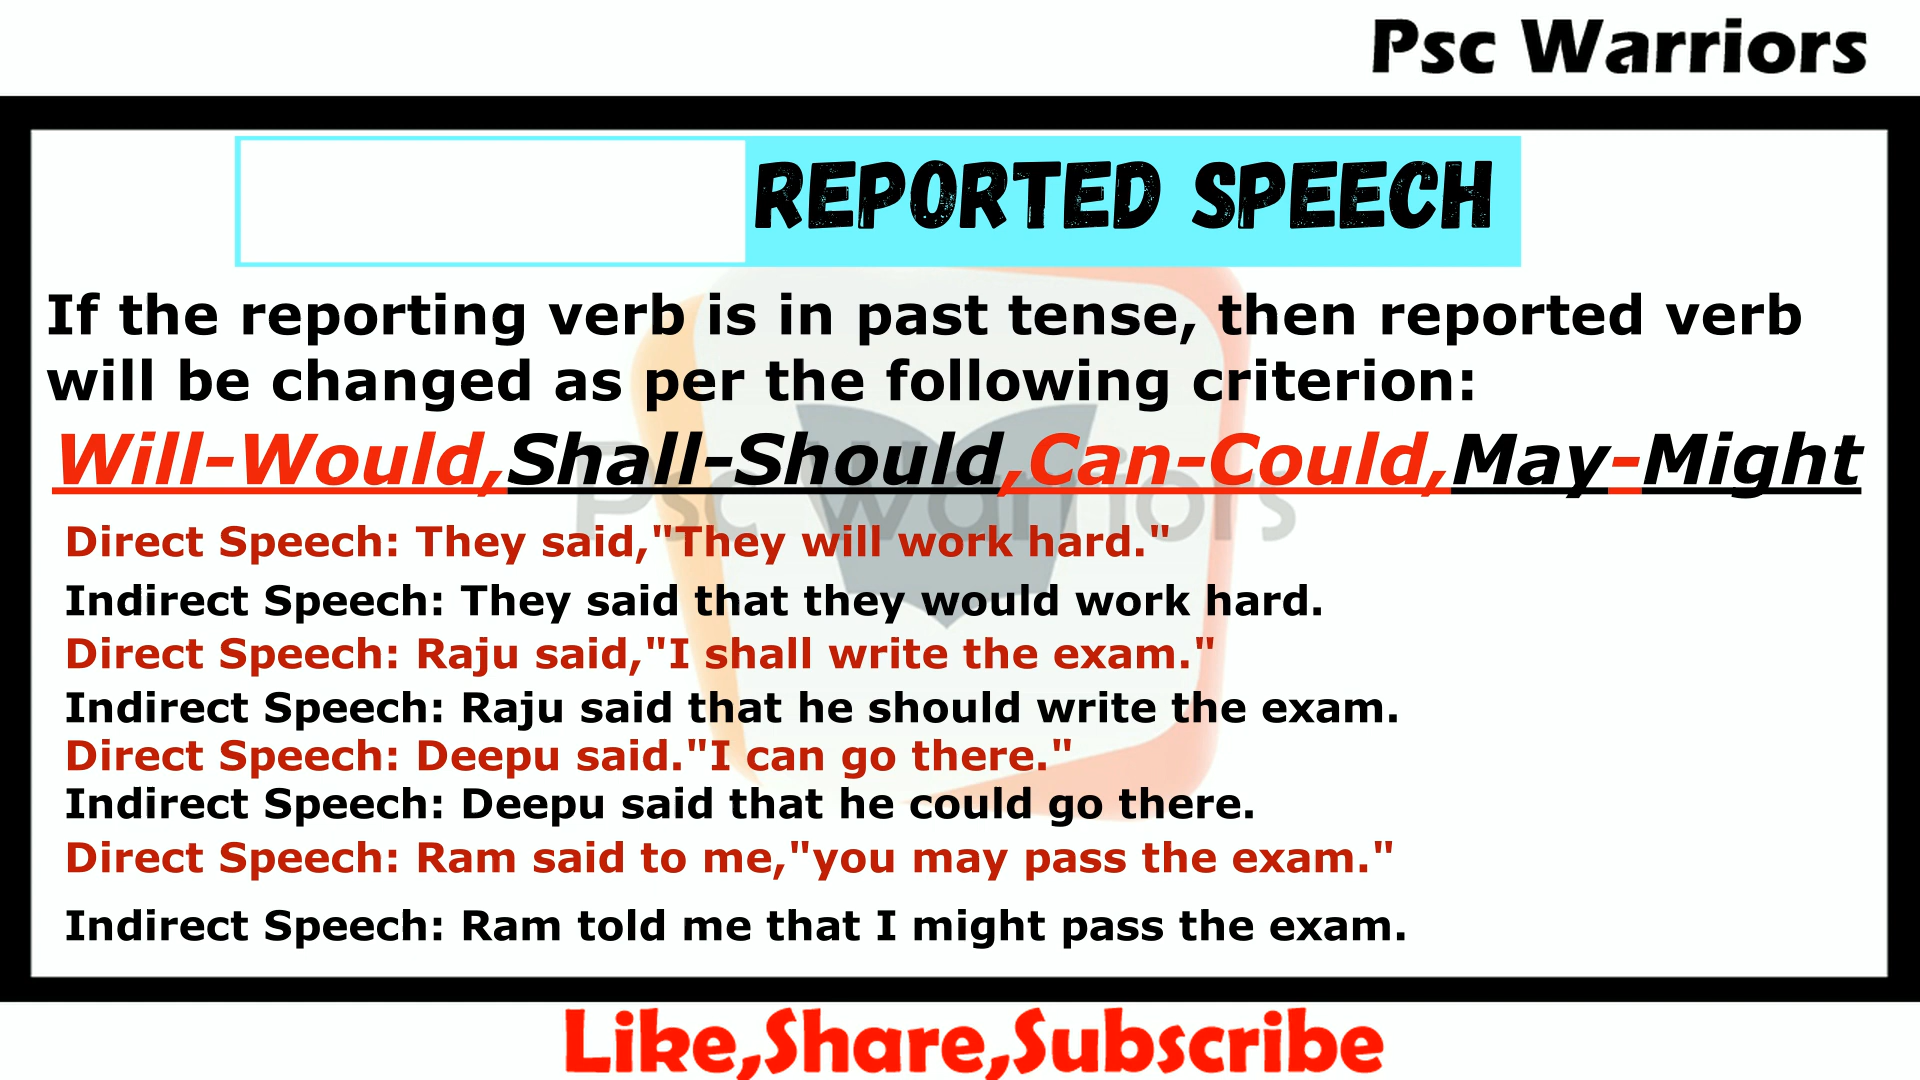 Psc Warriors
REPORTED SPEECH
If the reporting verb is in past tense, then reported verb
will be changed as per the following criterion:
Will-Would,Shall-Should,Can-Could,May-Might
Psc Warriors
Direct Speech: They said,"They will work hard."
Indirect Speech: They said that they would work hard.
Direct Speech: Raju said,"I shall write the exam."
Indirect Speech: Raju said that he should write the exam.
Direct Speech: Deepu said."I can go there."
Indirect Speech: Deepu said that he could go there.
Direct Speech: Ram said to me,"you may pass the exam."
Indirect Speech: Ram told me that I might pass the exam.
Like,Share,Subscribe